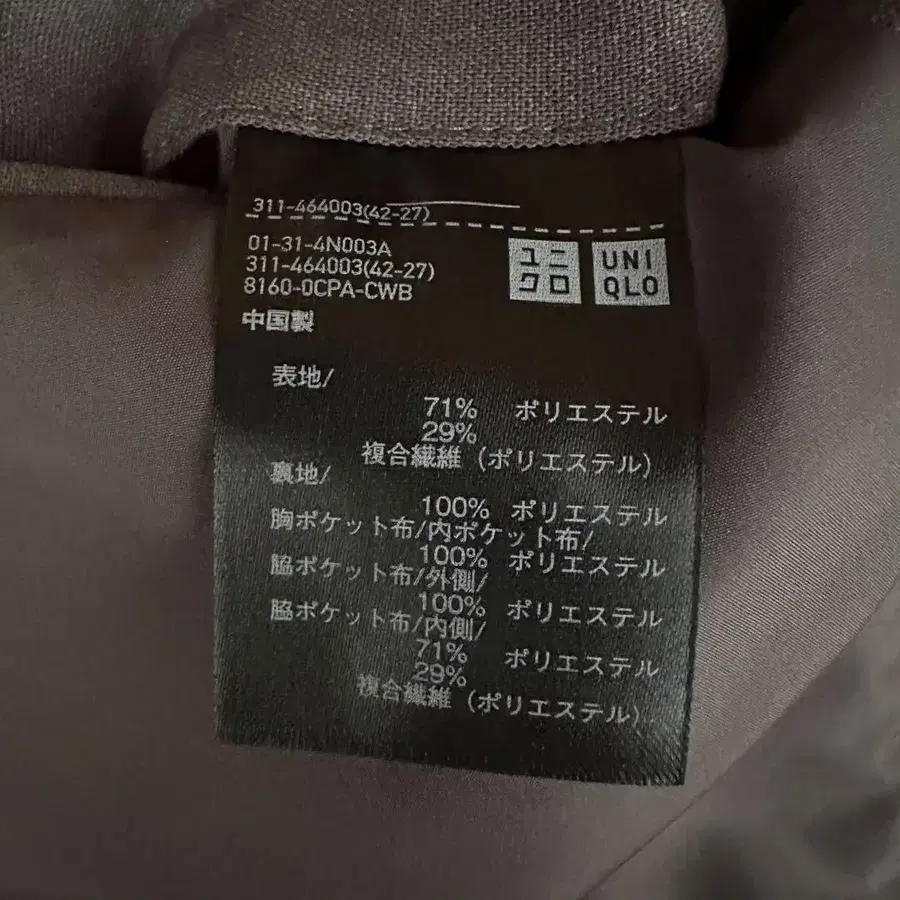 311-464003(42-27)
01-31-4N003A
311-464003(42-27)
8160-0CPA-CWB
中国製
ユニ
クロ
UNI
QLO
表地/
71% ポリエステル
29%
複合繊維 (ポリエステル)
裏地/
100% ポリエステル
胸ポケット布/内ポケット布/
100% ポリエステル
脇ポケット布/外側/
100% ポリエステル
脇ポケット布/内側/
71% ポリエステル
29%
複合繊維 (ポリエステル)